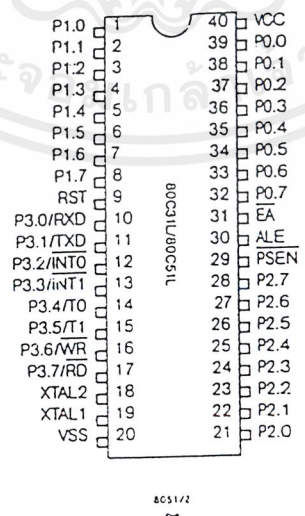 P1.0 1 40 VCC
P1.1 2 39 P0.0
P1.2 3 38 P0.1
P1.3 4 37 P0.2
P1.4 5 36 P0.3
P1.5 6 35 P0.4
P1.6 7 34 P0.5
P1.7 8 33 P0.6
RST 9 32 P0.7
P3.0/RXD 10 31 EA
P3.1/TXD 11 30 ALE
P3.2/INT0 12 29 PSEN
P3.3/INT1 13 28 P2.7
P3.4/T0 14 27 P2.6
P3.5/T1 15 26 P2.5
P3.6/WR 16 25 P2.4
P3.7/RD 17 24 P2.3
XTAL2 18 23 P2.2
XTAL1 19 22 P2.1
VSS 20 21 P2.0
80C31L/80C51L
8051/2